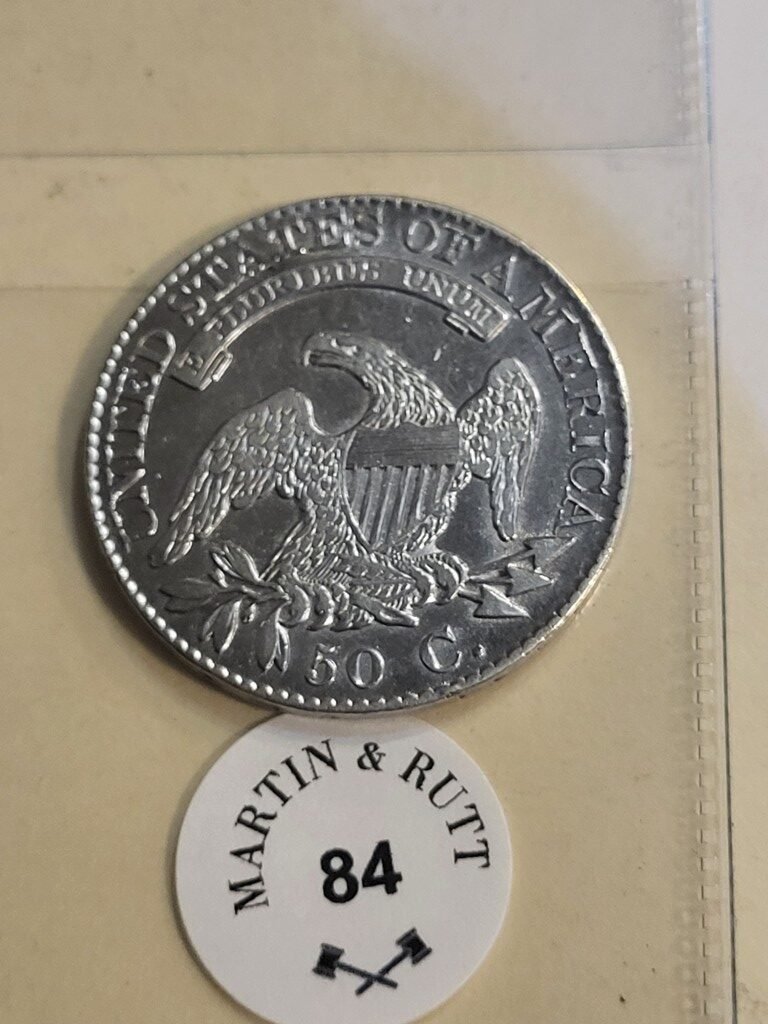 UNITED STATES OF AMERICA
E PLURIBUS UNUM
50 C.
MARTIN & RUTT
84